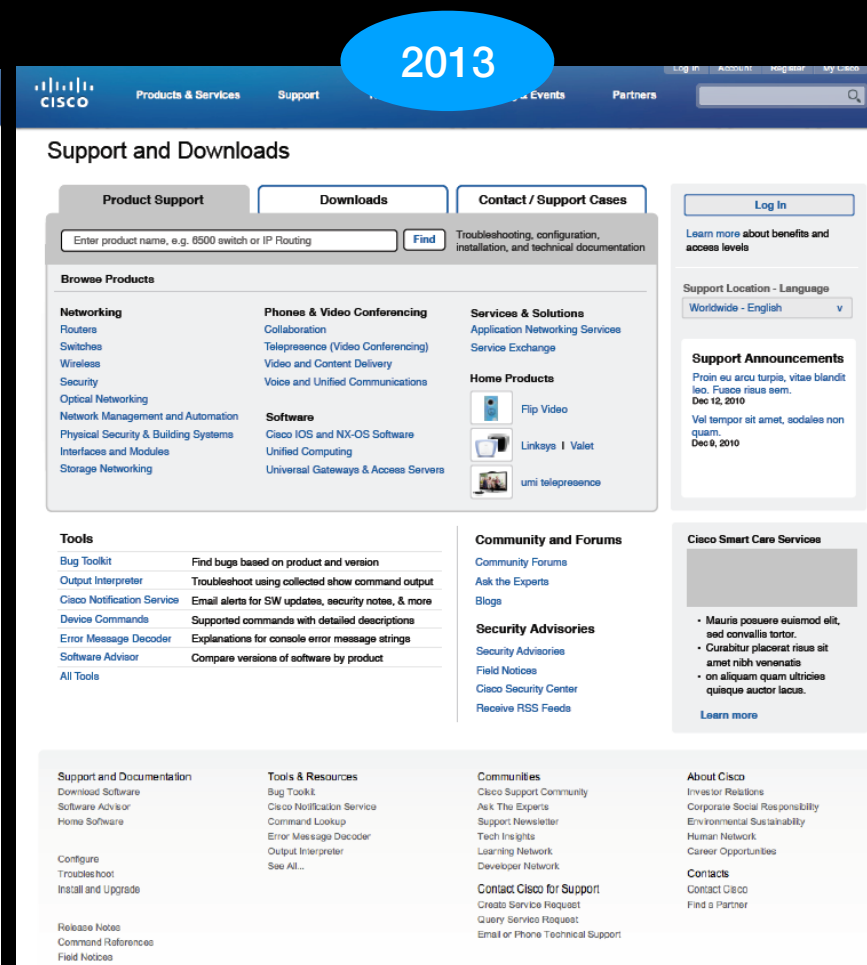 2013
Log In Account Register My Cisco
CISCO
Products & Services Support & Events Partners
Support and Downloads
Product Support Downloads Contact / Support Cases
Enter product name, e.g. 6500 switch or IP Routing Find
Troubleshooting, configuration,
installation, and technical documentation
Browse Products
Networking
Routers
Switches
Wireless
Security
Optical Networking
Network Management and Automation
Physical Security & Building Systems
Interfaces and Modules
Storage Networking
Phones & Video Conferencing
Collaboration
Telepresence (Video Conferencing)
Video and Content Delivery
Voice and Unified Communications
Software
Cisco IOS and NX-OS Software
Unified Computing
Universal Gateways & Access Servers
Services & Solutions
Application Networking Services
Service Exchange
Home Products
Flip Video
Linksys I Valet
umi telepresence
Log In
Learn more about benefits and
access levels
Support Location - Language
Worldwide - English v
Support Announcements
Proin eu arcu turpis, vitae blandit
leo. Fusce risus sem.
Dec 12, 2010
Vel tempor sit amet, sodales non
quam.
Dec 9, 2010
Tools
Bug Toolkit Find bugs based on product and version
Output Interpreter Troubleshoot using collected show command output
Cisco Notification Service Email alerts for SW updates, security notes, & more
Device Commands Supported commands with detailed descriptions
Error Message Decoder Explanations for console error message strings
Software Advisor Compare versions of software by product
All Tools
Community and Forums
Community Forums
Ask the Experts
Blogs
Security Advisories
Security Advisories
Field Notices
Cisco Security Center
Receive RSS Feeds
Cisco Smart Care Services
• Mauris posuere euismod elit,
sed convallis tortor.
• Curabitur placerat risus sit
amet nibh venenatis
• on aliquam quam ultricies
quisque auctor lacus.
Learn more
Support and Documentation
Download Software
Software Advisor
Home Software
Configure
Troubleshoot
Install and Upgrade
Release Notes
Command References
Field Notices
Tools & Resources
Bug Toolkit
Cisco Notification Service
Command Lookup
Error Message Decoder
Output Interpreter
See All...
Communities
Cisco Support Community
Ask The Experts
Support Newsletter
Tech Insights
Learning Network
Developer Network
Contact Cisco for Support
Create Service Request
Query Service Request
Email or Phone Technical Support
About Cisco
Investor Relations
Corporate Social Responsibility
Environmental Sustainability
Human Network
Career Opportunities
Contacts
Contact Cisco
Find a Partner